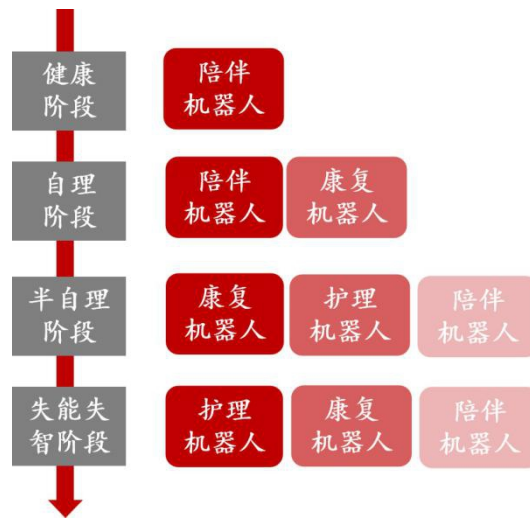 健康
阶段
陪伴
机器人
自理
阶段
陪伴
机器人
康复
机器人
半自理
阶段
康复
机器人
护理
机器人
陪伴
机器人
失能失
智阶段
护理
机器人
康复
机器人
陪伴
机器人